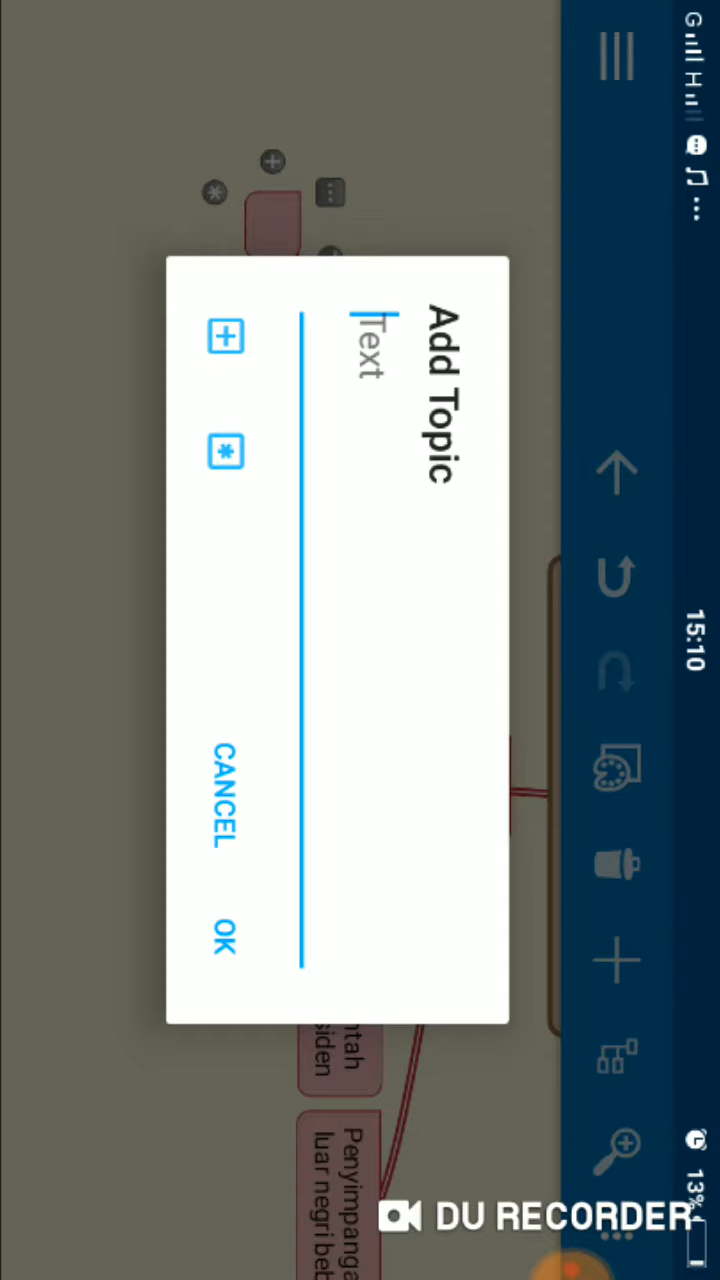 G H
15:10
13%
Add Topic
Text
CANCEL OK
ntah
siden
Penyimpanga
luar negri beb
DU RECORDER